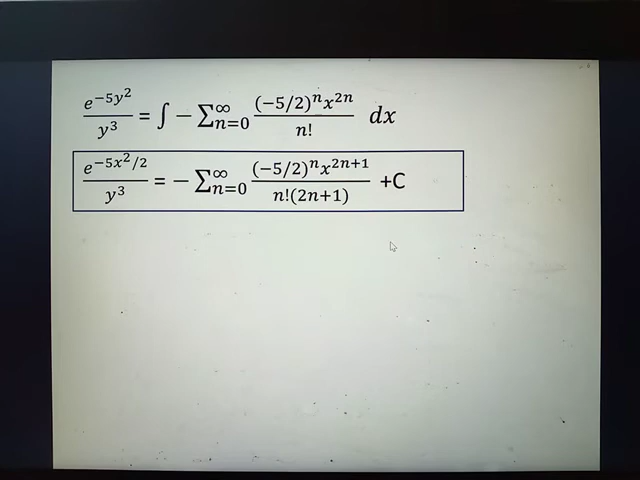 e^{-5y^2}/y^3 = ∫ − ∑_{n=0}^{∞} (−5/2)^n x^{2n}/n! dx
e^{−5x^2/2}/y^3 = − ∑_{n=0}^{∞} (−5/2)^n x^{2n+1}/n!(2n+1) +C